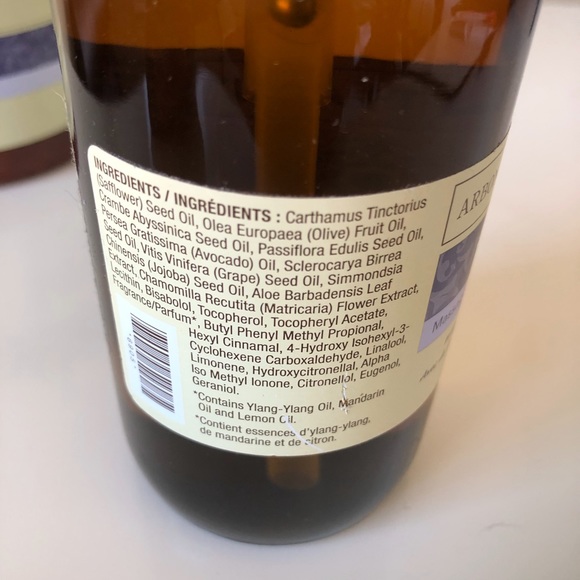 INGREDIENTS / INGRÉDIENTS : Carthamus Tinctorius
(Safflower) Seed Oil, Olea Europaea (Olive) Fruit Oil,
Crambe Abyssinica Seed Oil, Passiflora Edulis Seed Oil,
Persea Gratissima (Avocado) Oil, Sclerocarya Birrea
Seed Oil, Vitis Vinifera (Grape) Seed Oil, Simmondsia
Chinensis (Jojoba) Seed Oil, Aloe Barbadensis Leaf
Extract, Chamomilla Recutita (Matricaria) Flower Extract,
Lecithin, Bisabolol, Tocopherol, Tocopheryl Acetate,
Fragrance/Parfum*, Butyl Phenyl Methyl Propional,
Hexyl Cinnamal, 4-Hydroxy Isohexyl-3-
Cyclohexene Carboxaldehyde, Linalool,
Limonene, Hydroxycitronellal, Alpha
Iso Methyl Ionone, Citronellol, Eugenol,
Geraniol.
*Contains Ylang-Ylang Oil, Mandarin
Oil and Lemon Oil.
*Contient essences d'ylang-ylang,
de mandarine et de citron.